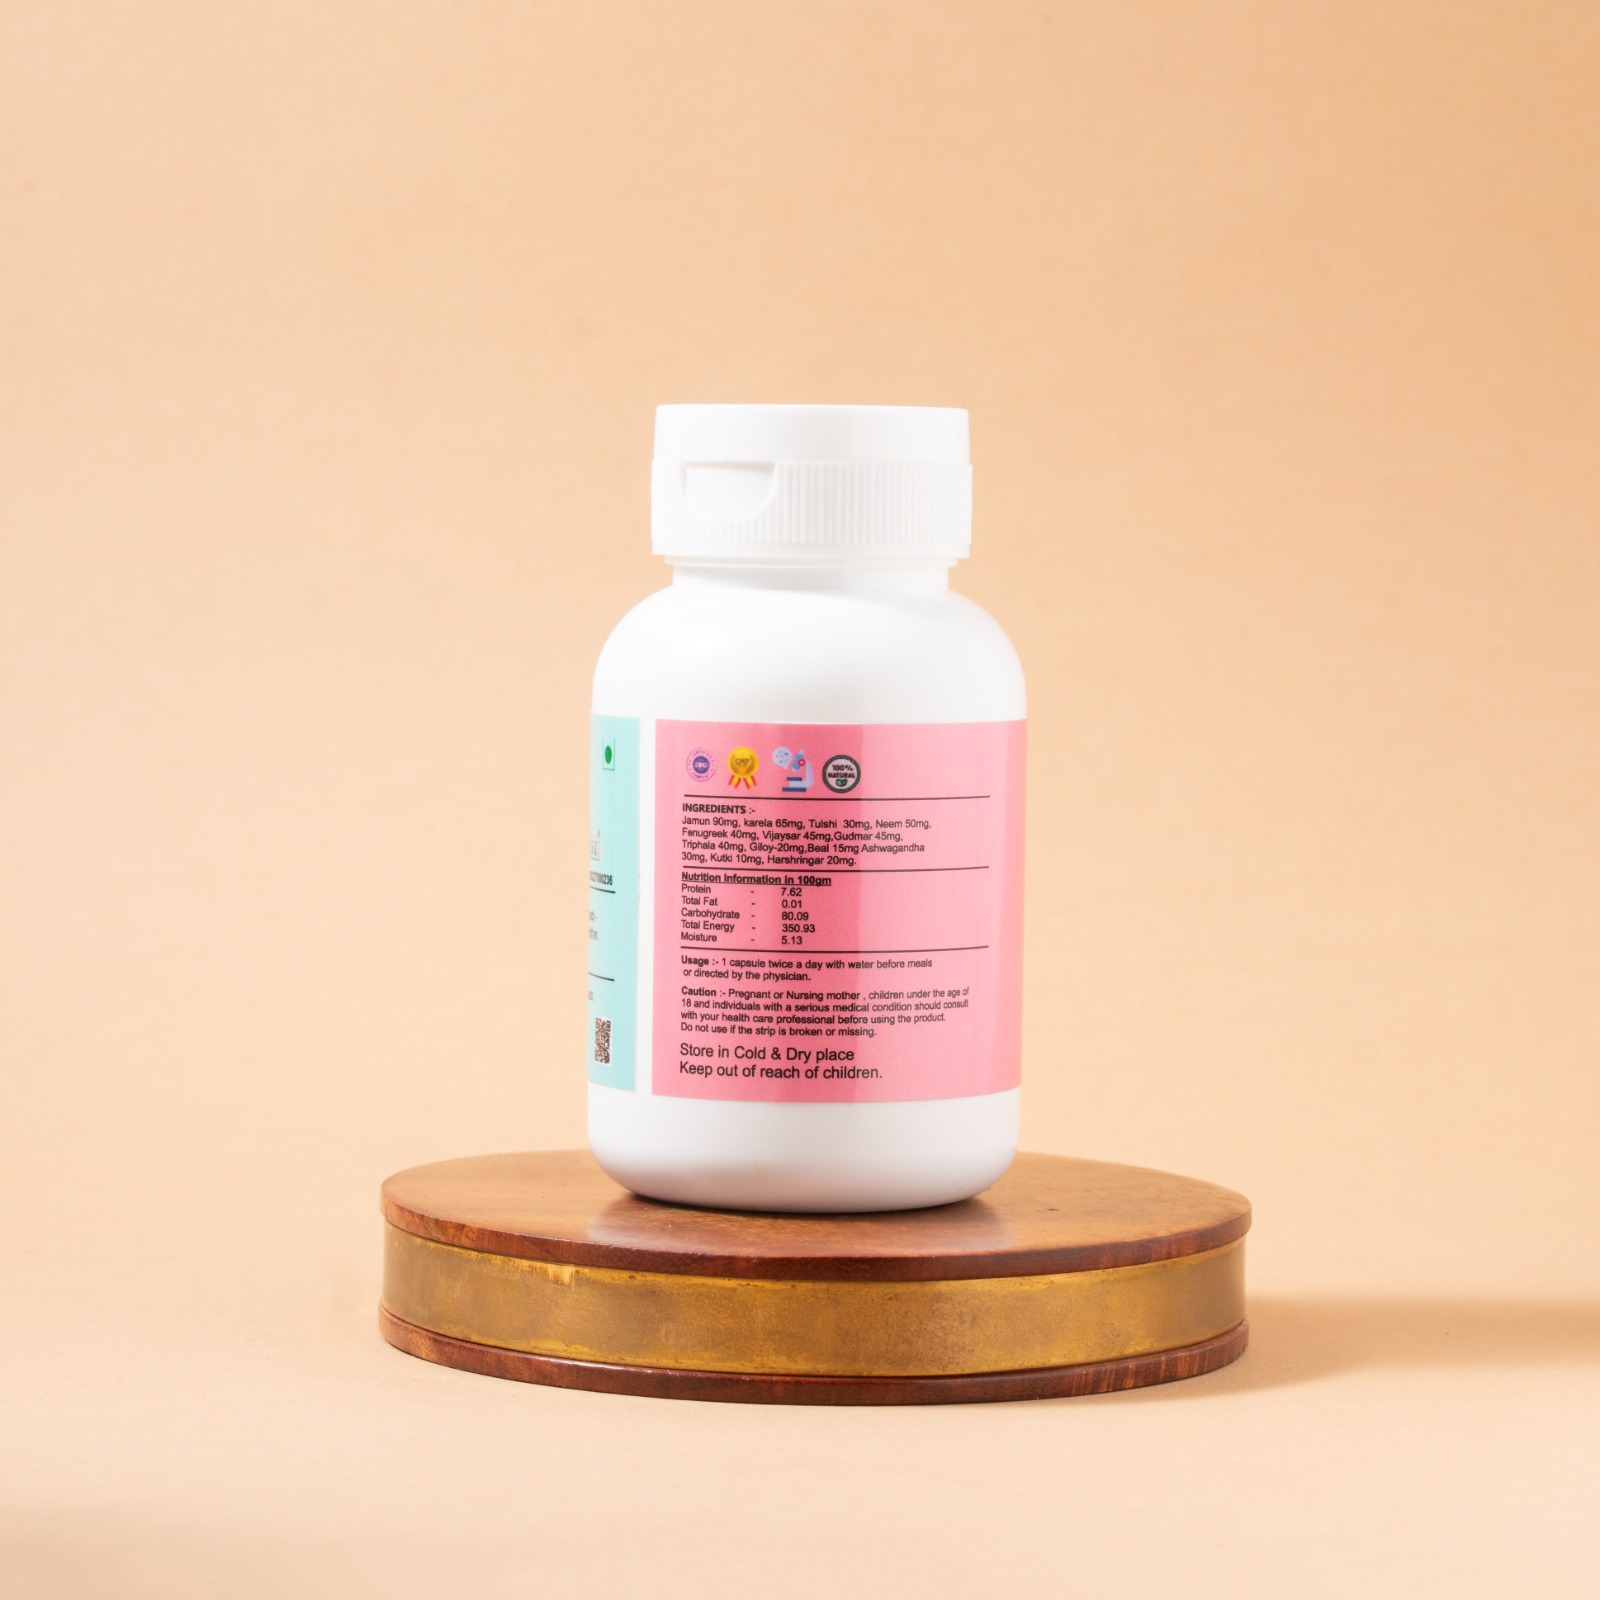 ISO
GMP
100%
NATURAL
INGREDIENTS :-
Jamun 90mg, karela 65mg, Tulshi 30mg, Neem 50mg,
Fenugreek 40mg, Vijaysar 45mg,Gudmar 45mg,
Triphala 40mg, Giloy-20mg,Beal 15mg Ashwagandha
30mg, Kutki 10mg, Harshringar 20mg.
Nutrition Information in 100gm
Protein - 7.62
Total Fat - 0.01
Carbohydrate - 80.09
Total Energy - 350.93
Moisture - 5.13
Usage :- 1 capsule twice a day with water before meals
or directed by the physician.
Caution :- Pregnant or Nursing mother , children under the age of
18 and individuals with a serious medical condition should consult
with your health care professional before using the product.
Do not use if the strip is broken or missing.
Store in Cold & Dry place
Keep out of reach of children.